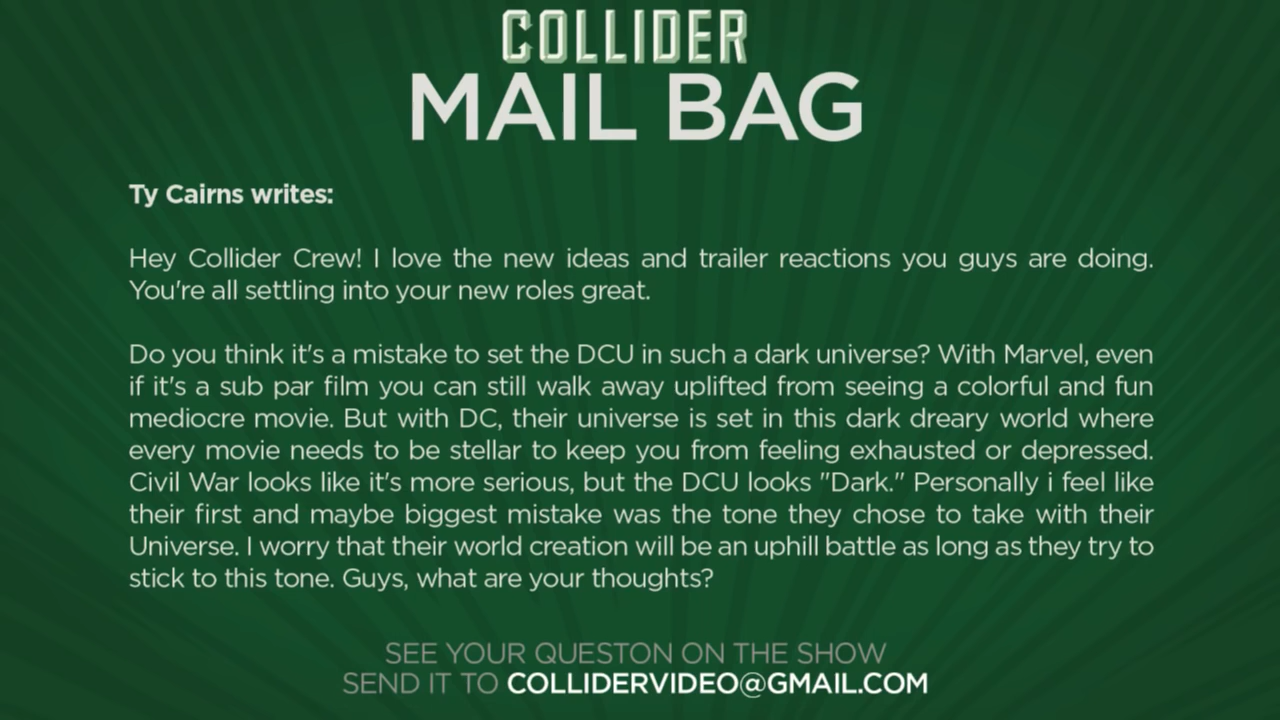 COLLIDER
MAIL BAG
Ty Cairns writes:
Hey Collider Crew! I love the new ideas and trailer reactions you guys are doing.
You're all settling into your new roles great.
Do you think it's a mistake to set the DCU in such a dark universe? With Marvel, even
if it's a sub par film you can still walk away uplifted from seeing a colorful and fun
mediocre movie. But with DC, their universe is set in this dark dreary world where
every movie needs to be stellar to keep you from feeling exhausted or depressed.
Civil War looks like it's more serious, but the DCU looks "Dark." Personally i feel like
their first and maybe biggest mistake was the tone they chose to take with their
Universe. I worry that their world creation will be an uphill battle as long as they try to
stick to this tone. Guys, what are your thoughts?
SEE YOUR QUESTON ON THE SHOW
SEND IT TO COLLIDERVIDEO@GMAIL.COM